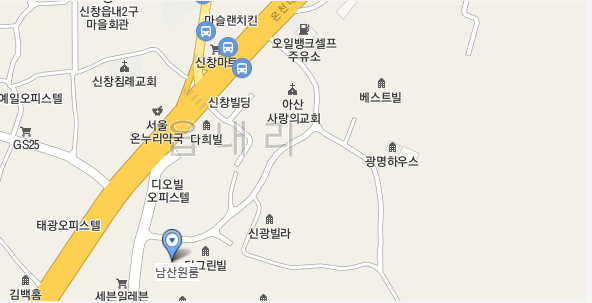 신창읍내2구
마을회관
마슬랜치킨
온천대
오일뱅크셀프
주유소
신창마트
신창침례교회
베스트빌
예일오피스텔
신창빌딩
아산
사랑의교회
서울
온누리약국
다희빌
읍내리
GS25
광명하우스
디오빌
오피스텔
태광오피스텔
신광빌라
더그린빌
남산원룸
김백홈
세븐일레븐